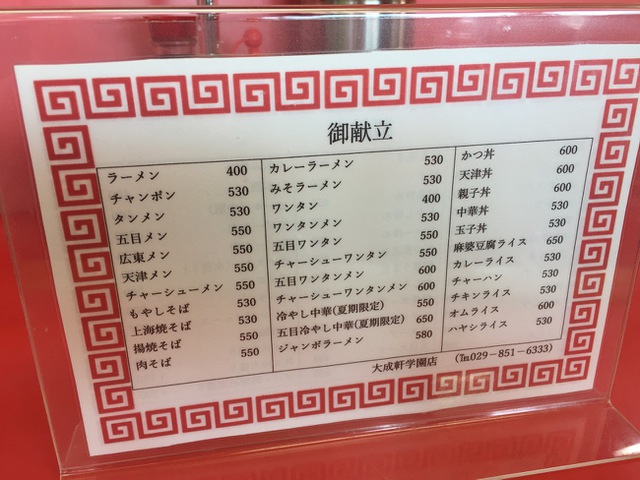 御献立
ラーメン 400
チャンポン 530
タンメン 530
五目メン 550
広東メン 550
天津メン 550
チャーシューメン 550
もやしそば 530
上海焼そば 530
揚焼そば 550
肉そば 550
カレーラーメン 530
みそラーメン 530
ワンタン 400
ワンタンメン 530
五目ワンタン 550
チャーシューワンタン 550
五目ワンタンメン 600
チャーシューワンタンメン 600
冷やし中華(夏期限定) 550
五目冷やし中華(夏期限定) 650
ジャンボラーメン 580
かつ丼 600
天津丼 600
親子丼 600
中華丼 530
玉子丼 530
麻婆豆腐ライス 650
カレーライス 530
チャーハン 530
チキンライス 530
オムライス 600
ハヤシライス 530
大成軒学園店 (℡029-851-6333)